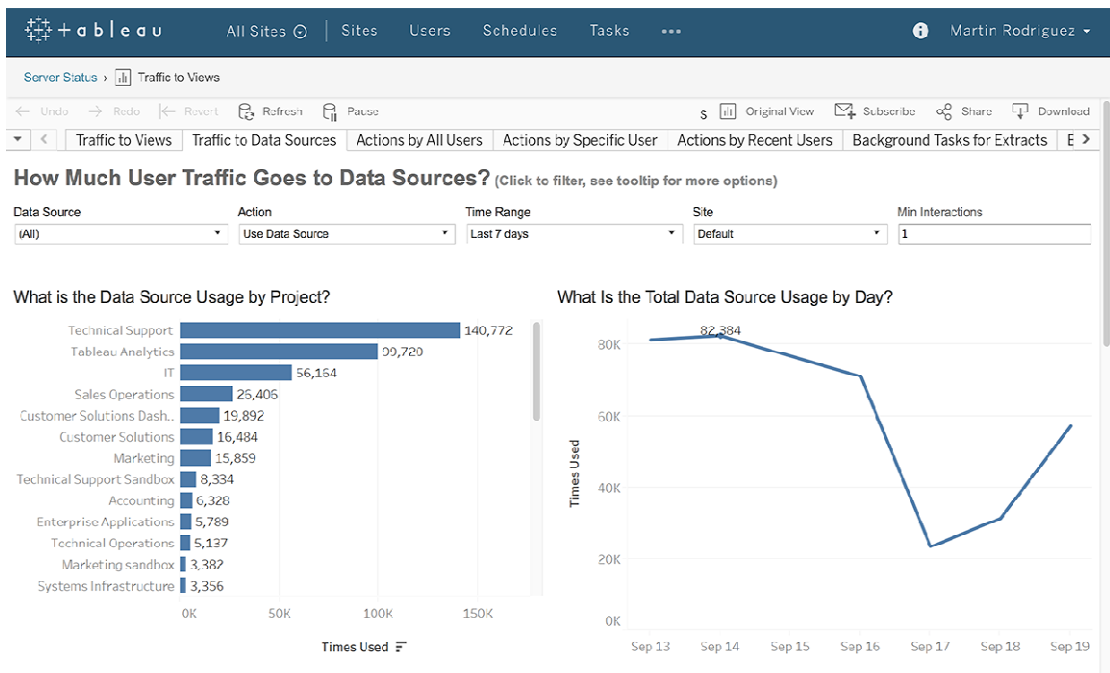 tableau All Sites Sites Users Schedules Tasks ••• Martin Rodriguez
Server Status › Traffic to Views
Undo Redo Revert Refresh Pause s Original View Subscribe Share Download
Traffic to Views Traffic to Data Sources Actions by All Users Actions by Specific User Actions by Recent Users Background Tasks for Extracts
How Much User Traffic Goes to Data Sources? (Click to filter, see tooltip for more options)
Data Source Action Time Range Site Min Interactions
(All) Use Data Source Last 7 days Default 1
What is the Data Source Usage by Project?
Technical Support 140,772
Tableau Analytics 99,720
IT 56,164
Sales Operations 26,406
Customer Solutions Dash.. 19,892
Customer Solutions 16,484
Marketing 15,859
Technical Support Sandbox 8,334
Accounting 6,328
Enterprise Applications 5,789
Technical Operations 5,137
Marketing sandbox 3,382
Systems Infrastructure 3,356
0K 50K 100K 150K
Times Used
What Is the Total Data Source Usage by Day?
82,384
80K
60K
40K
20K
0K
Times Used
Sep 13 Sep 14 Sep 15 Sep 16 Sep 17 Sep 18 Sep 19